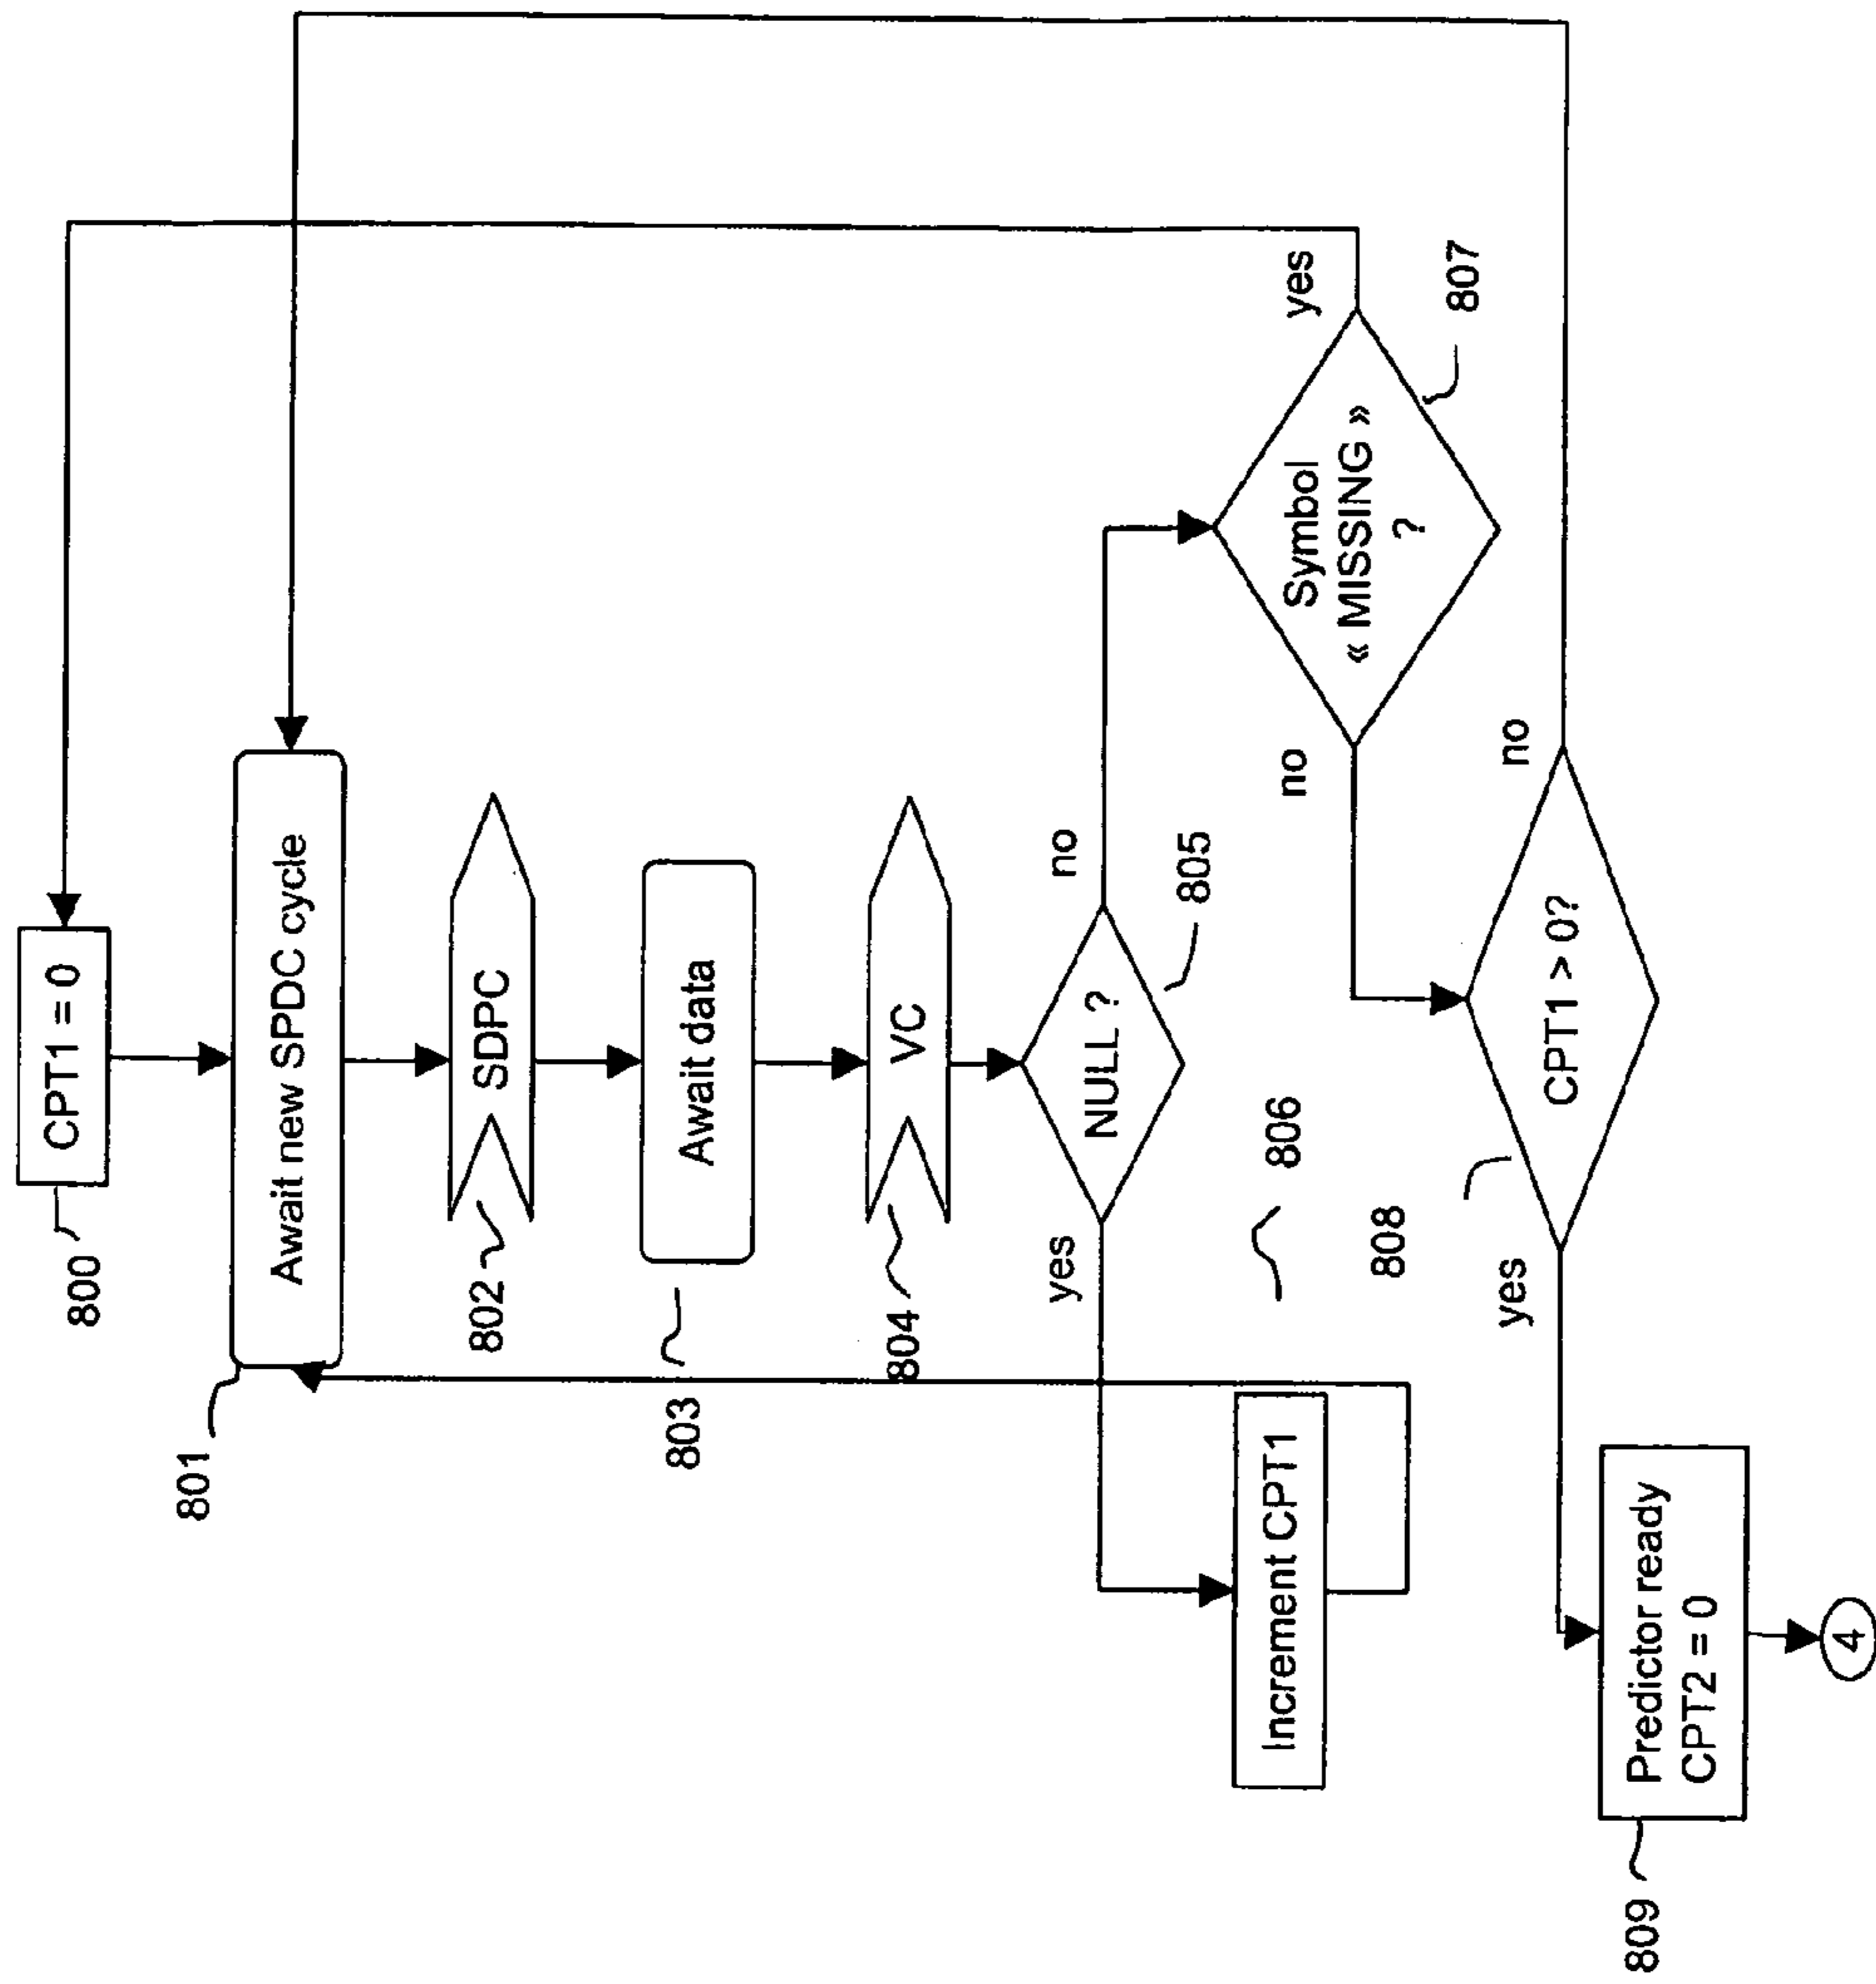 CPT1 = 0
800
Await new SPDC cycle
801
SDPC
802
Await data
803
VC
804
NULL ?
805
yes
no
806
Increment CPT1
Symbol
« MISSING »
?
807
yes
no
808
CPT1 > 0?
yes
no
Predictor ready
CPT2 = 0
809
4